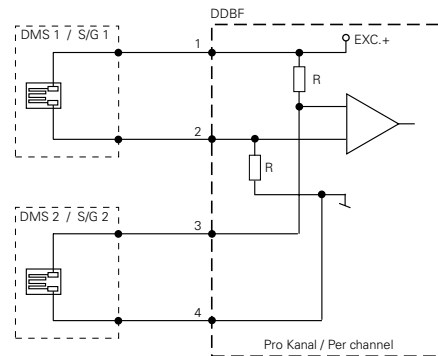 DDBF
DMS 1 / S/G 1
1
EXC.+
R
2
R
DMS 2 / S/G 2
3
4
Pro Kanal / Per channel